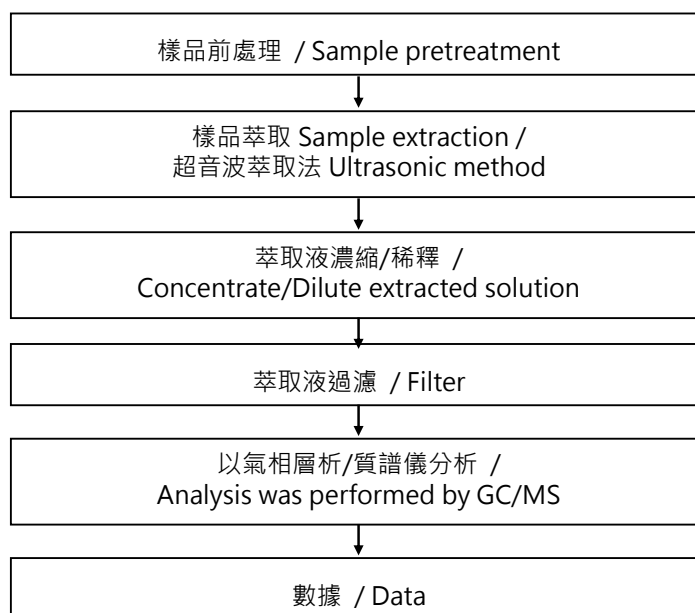 樣品前處理 / Sample pretreatment
樣品萃取 Sample extraction /
超音波萃取法 Ultrasonic method
萃取液濃縮/稀釋 /
Concentrate/Dilute extracted solution
萃取液過濾 / Filter
以氣相層析/質譜儀分析 /
Analysis was performed by GC/MS
數據 / Data